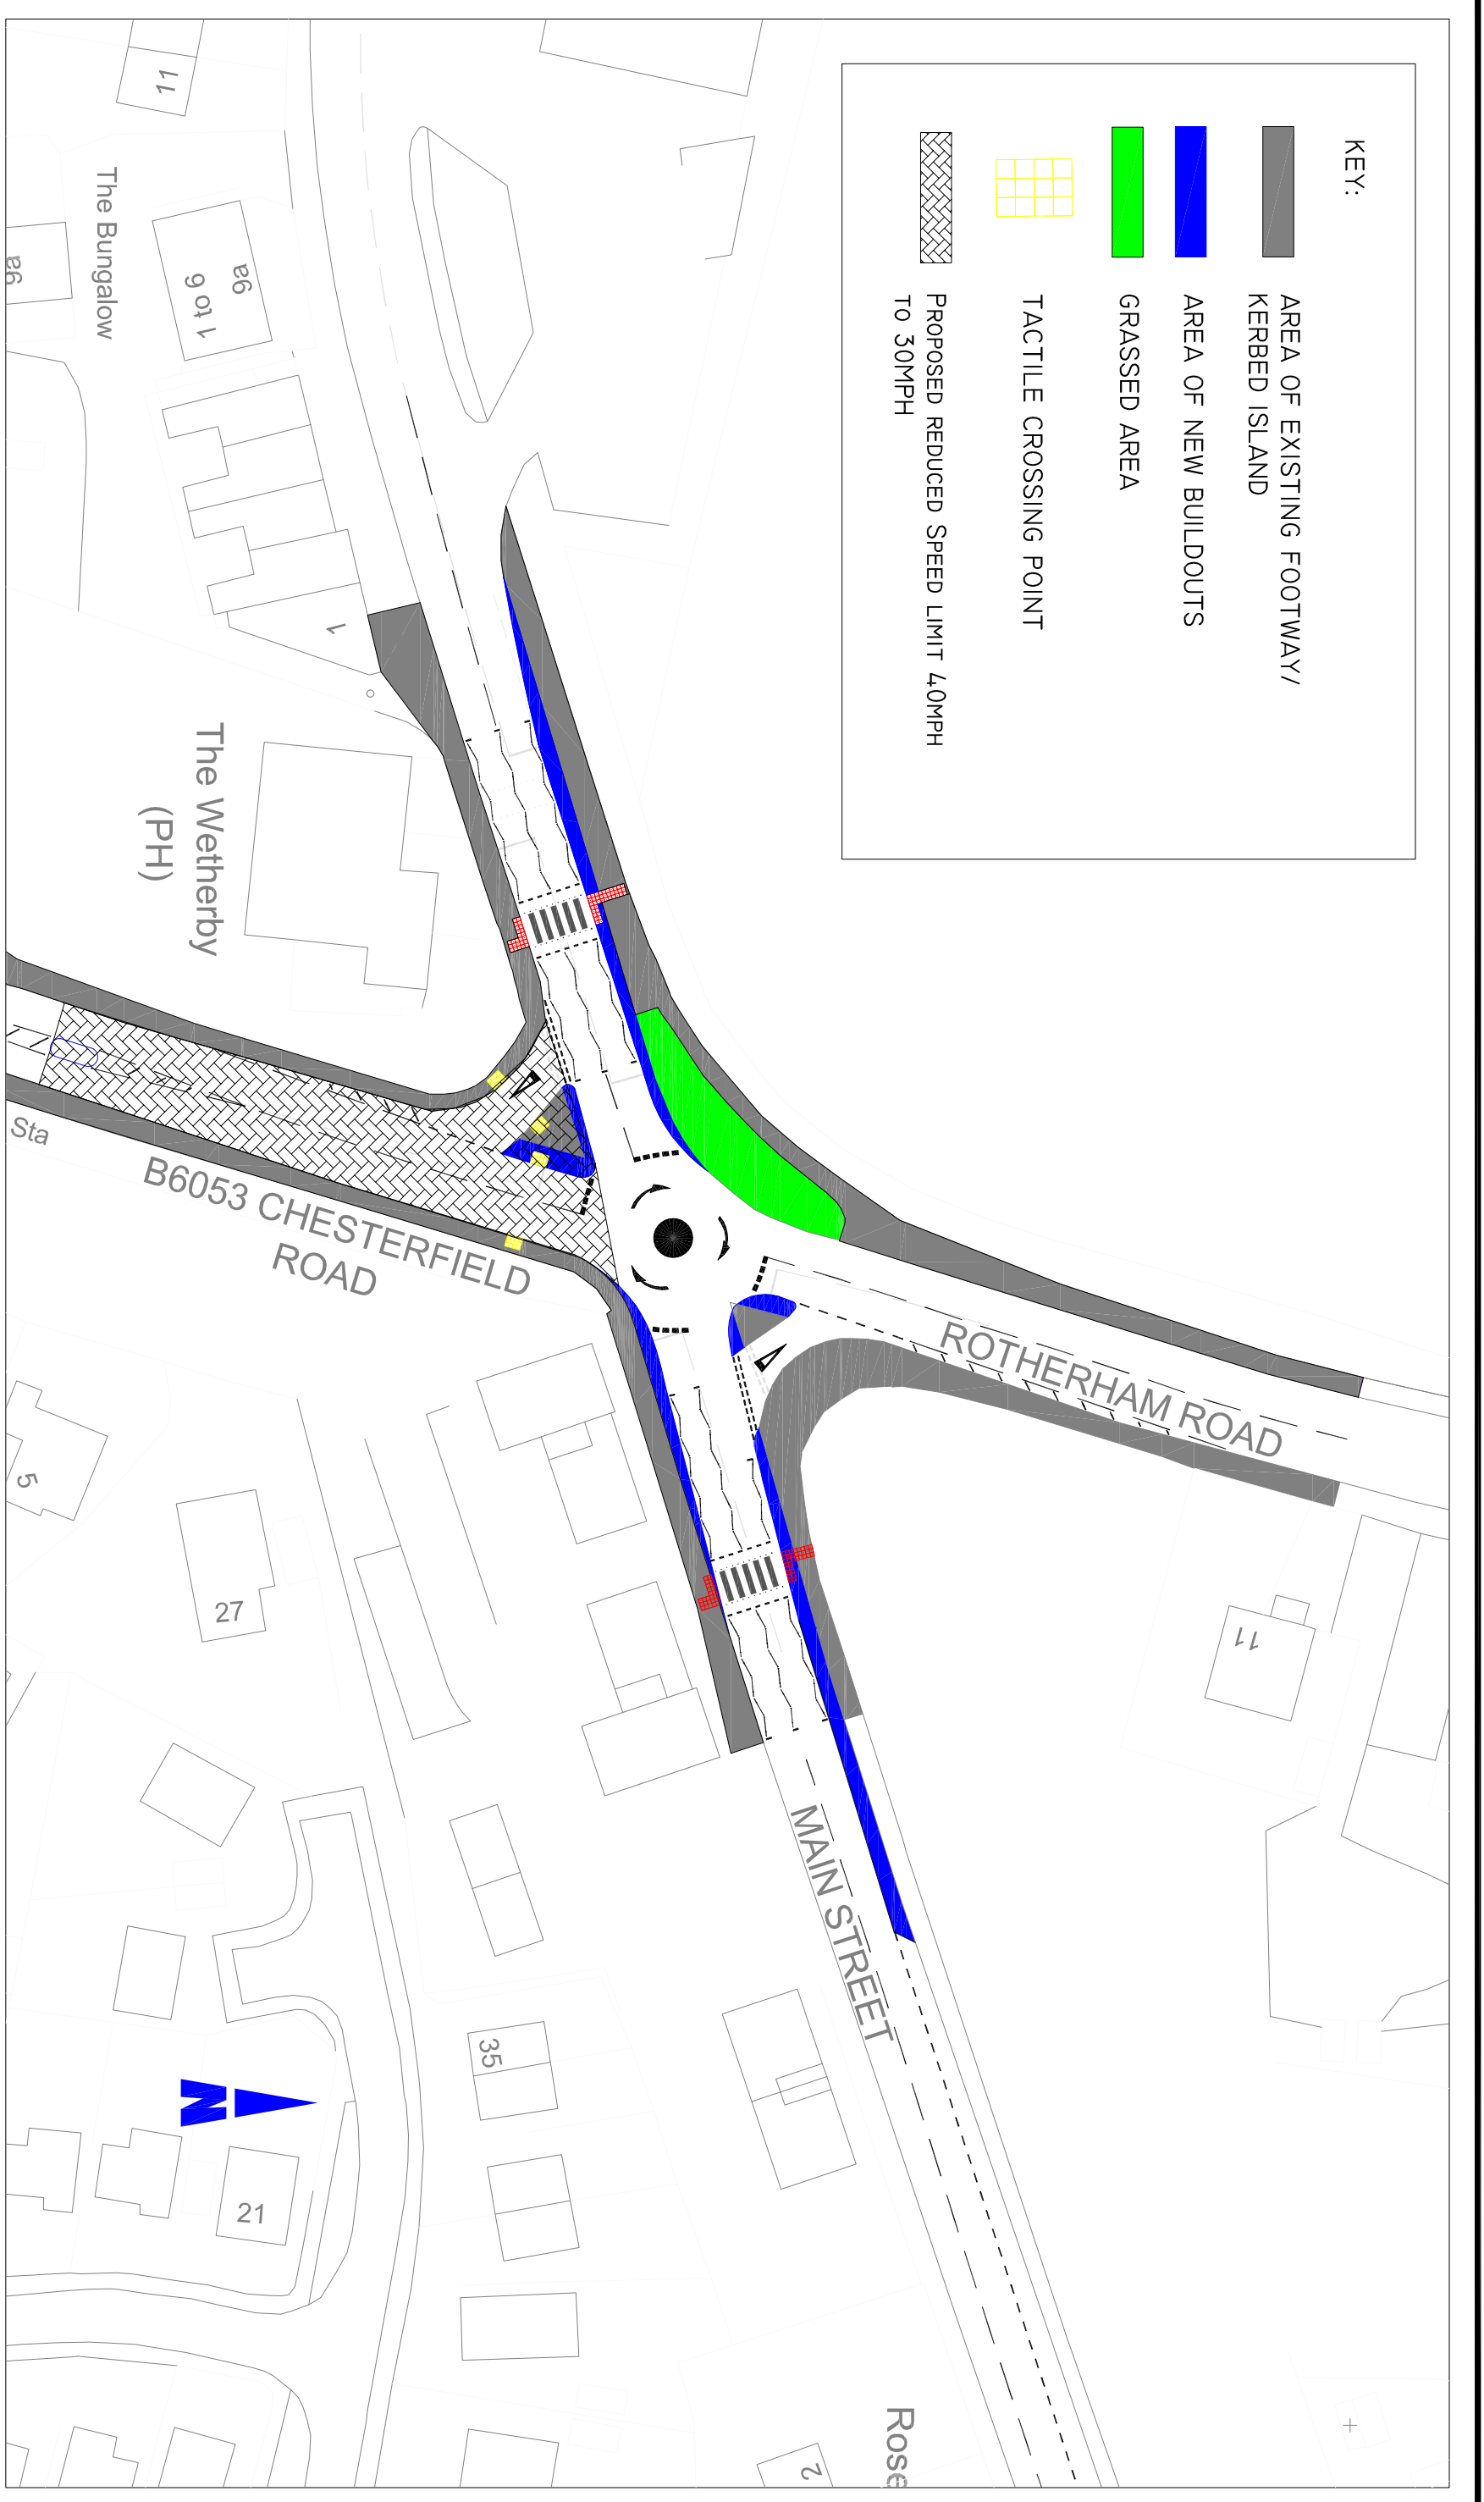 KEY:
AREA OF EXISTING FOOTWAY/
KERBED ISLAND
AREA OF NEW BUILDOUTS
GRASSED AREA
TACTILE CROSSING POINT
PROPOSED REDUCED SPEED LIMIT 40MPH
TO 30MPH
ROTHERHAM ROAD
MAIN STREET
B6053 CHESTERFIELD
ROAD
The Wetherby
(PH)
The Bungalow
11
9a
1 to 6
9a
1
Sta
5
27
11
35
21
2
Rose
N